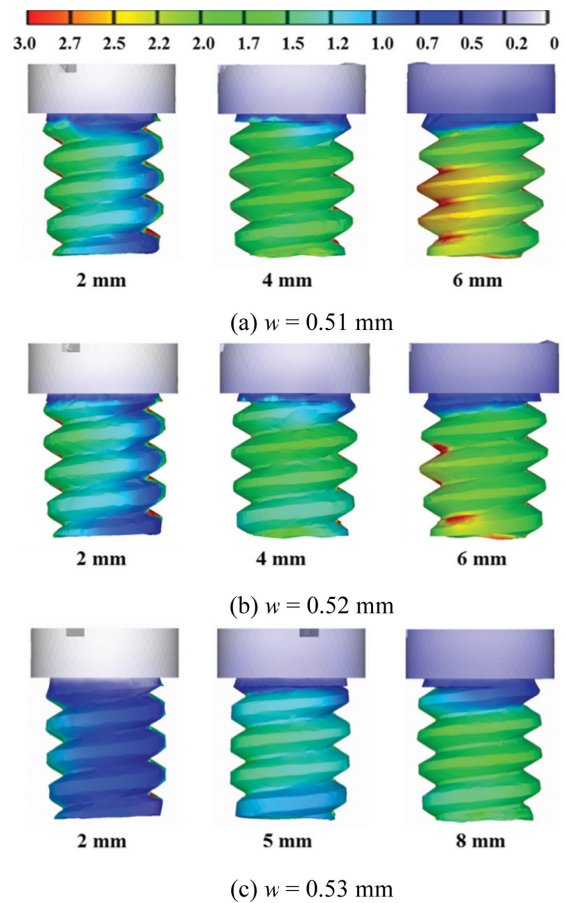 3.0 2.7 2.5 2.2 2.0 1.7 1.5 1.2 1.0 0.7 0.5 0.2 0
2 mm 4 mm 6 mm
(a) w = 0.51 mm
2 mm 4 mm 6 mm
(b) w = 0.52 mm
2 mm 5 mm 8 mm
(c) w = 0.53 mm